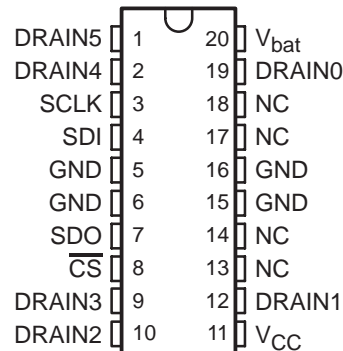 DRAIN5 1 20 Vbat
DRAIN4 2 19 DRAIN0
SCLK 3 18 NC
SDI 4 17 NC
GND 5 16 GND
GND 6 15 GND
SDO 7 14 NC
C̅S̅ 8 13 NC
DRAIN3 9 12 DRAIN1
DRAIN2 10 11 VCC